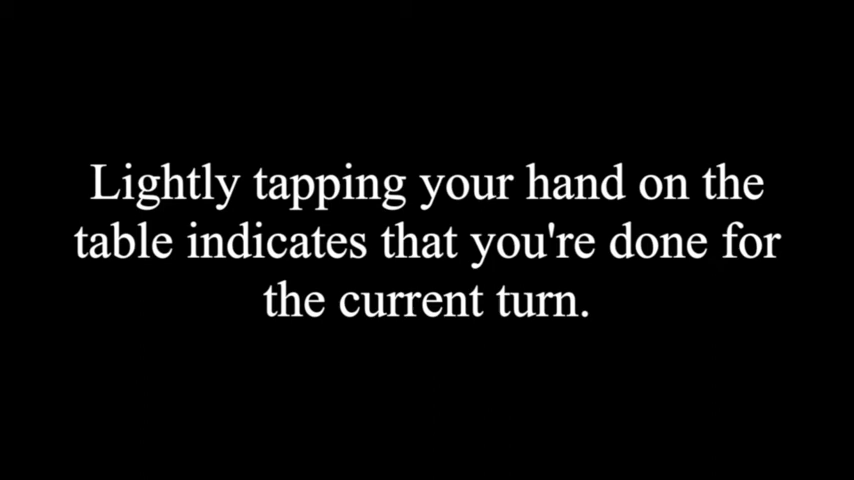 Lightly tapping your hand on the
table indicates that you're done for
the current turn.